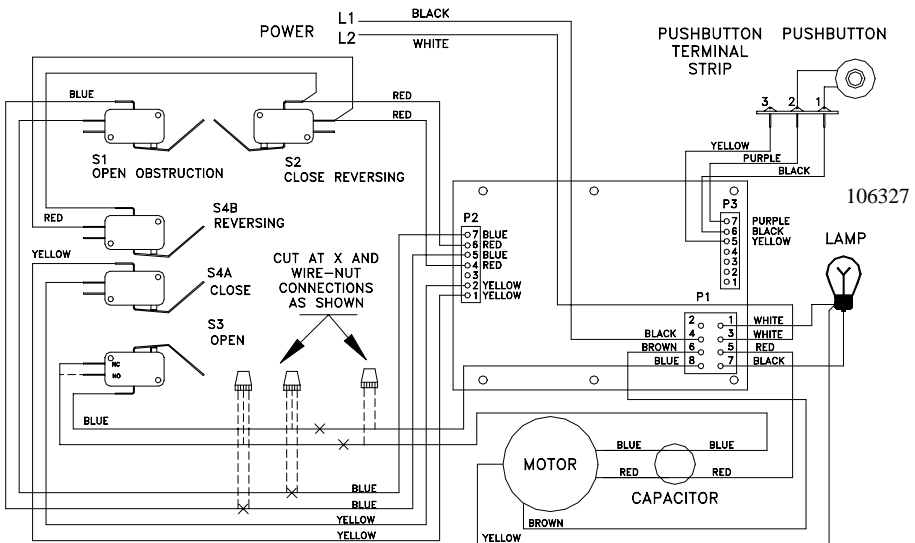 POWER
L1
L2
BLACK
WHITE
PUSHBUTTON
TERMINAL
STRIP
PUSHBUTTON
3 2 1
YELLOW
PURPLE
BLACK
106327
BLUE
RED
RED
S1
OPEN OBSTRUCTION
S2
CLOSE REVERSING
RED
S4B
REVERSING
YELLOW
S4A
CLOSE
CUT AT X AND
WIRE-NUT
CONNECTIONS
AS SHOWN
S3
OPEN
NC
NO
BLUE
P2
7 BLUE
6 RED
5 BLUE
4 RED
3
2 YELLOW
1 YELLOW
P3
7 PURPLE
6 BLACK
5 YELLOW
4
3
2
1
LAMP
P1
2 1 WHITE
BLACK 4 3 WHITE
BROWN 6 5 RED
BLUE 8 7 BLACK
MOTOR
BLUE BLUE
RED RED
CAPACITOR
BROWN
YELLOW
BLUE
BLUE
YELLOW
YELLOW